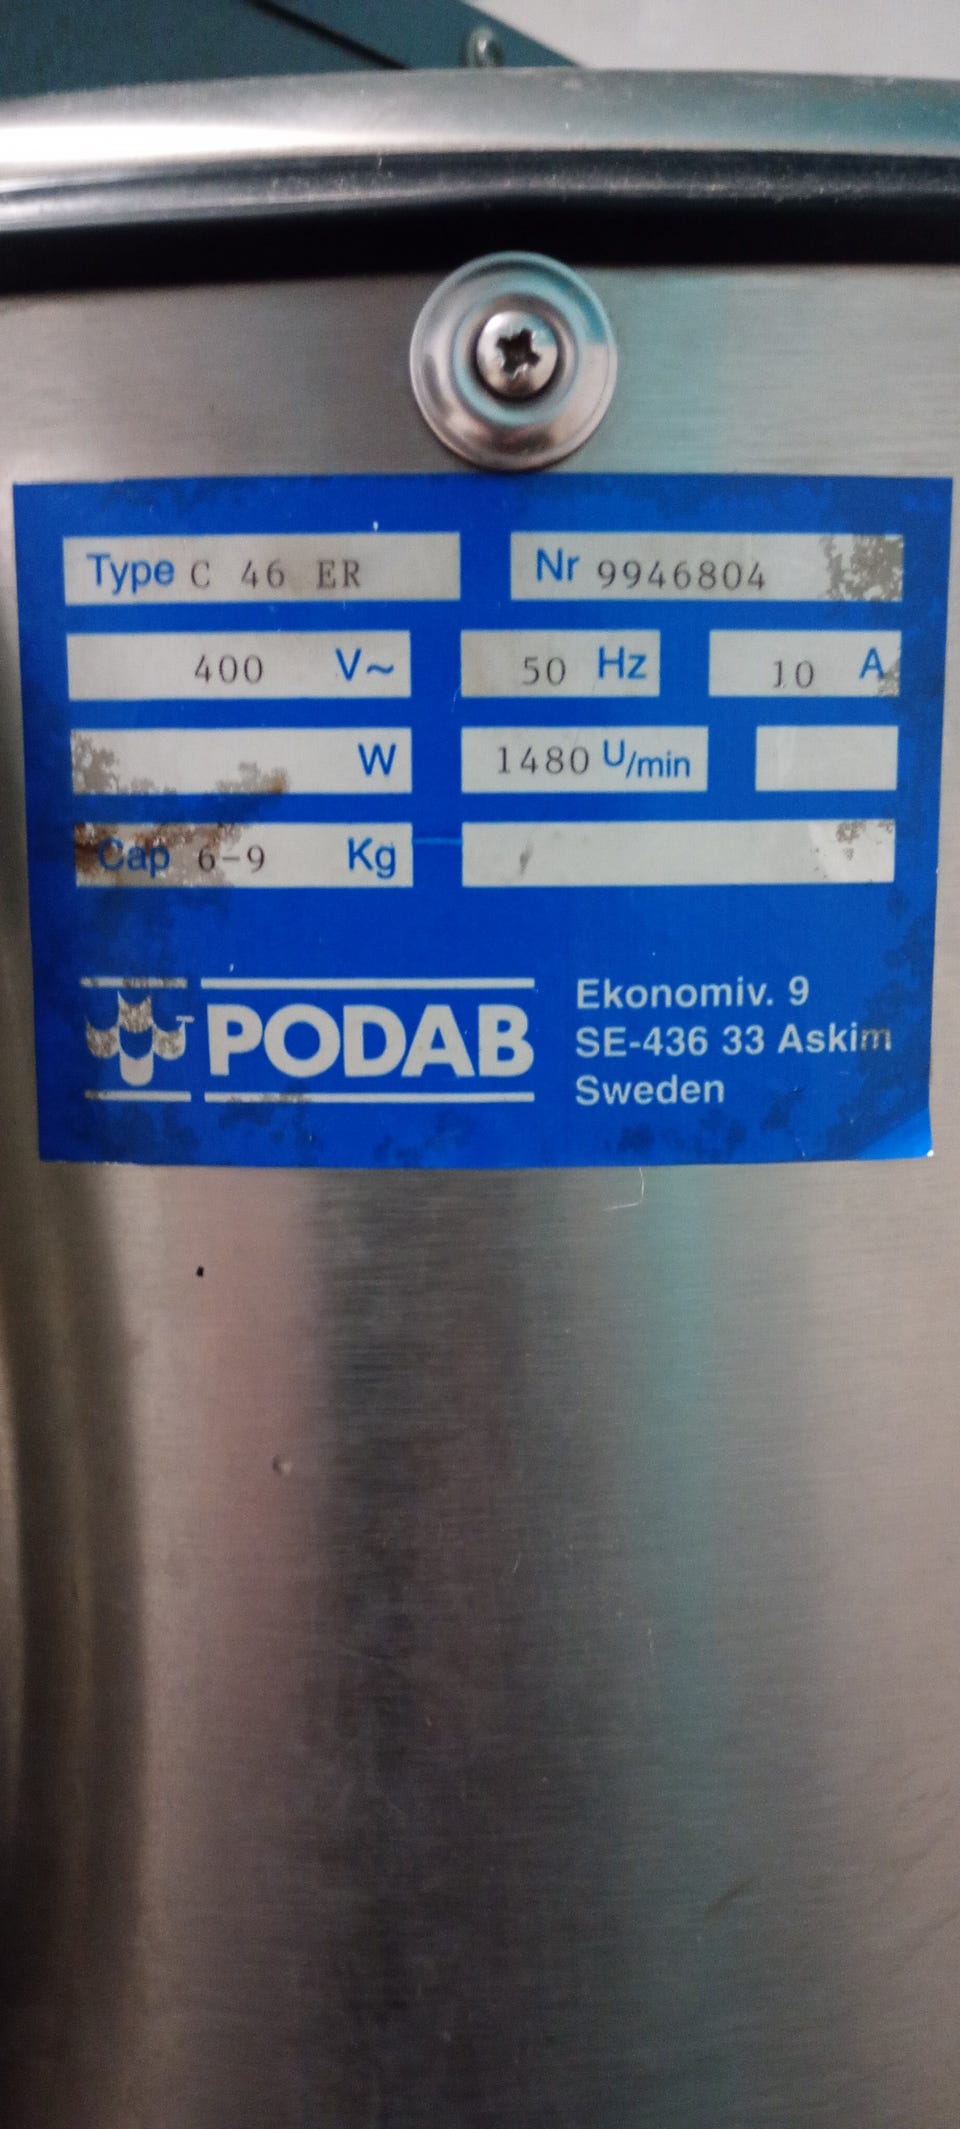 Type C 46 ER Nr 9946804
400 V~ 50 Hz 10 A
W 1480 U/min
Cap 6-9 Kg
PODAB
Ekonomiv. 9
SE-436 33 Askim
Sweden